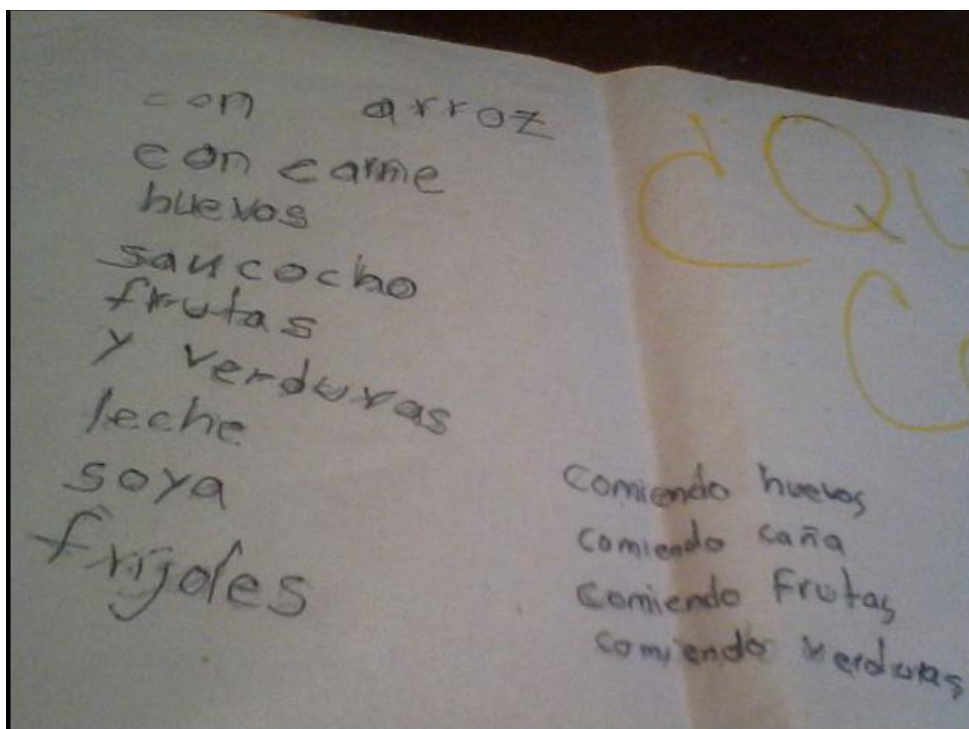 con arroz
con carne
huevos
saucocho
frutas
y verduras
leche
soya
frijoles
¿QU
C
comiendo huevos
comiendo caña
comiendo Frutas
comiendo verduras